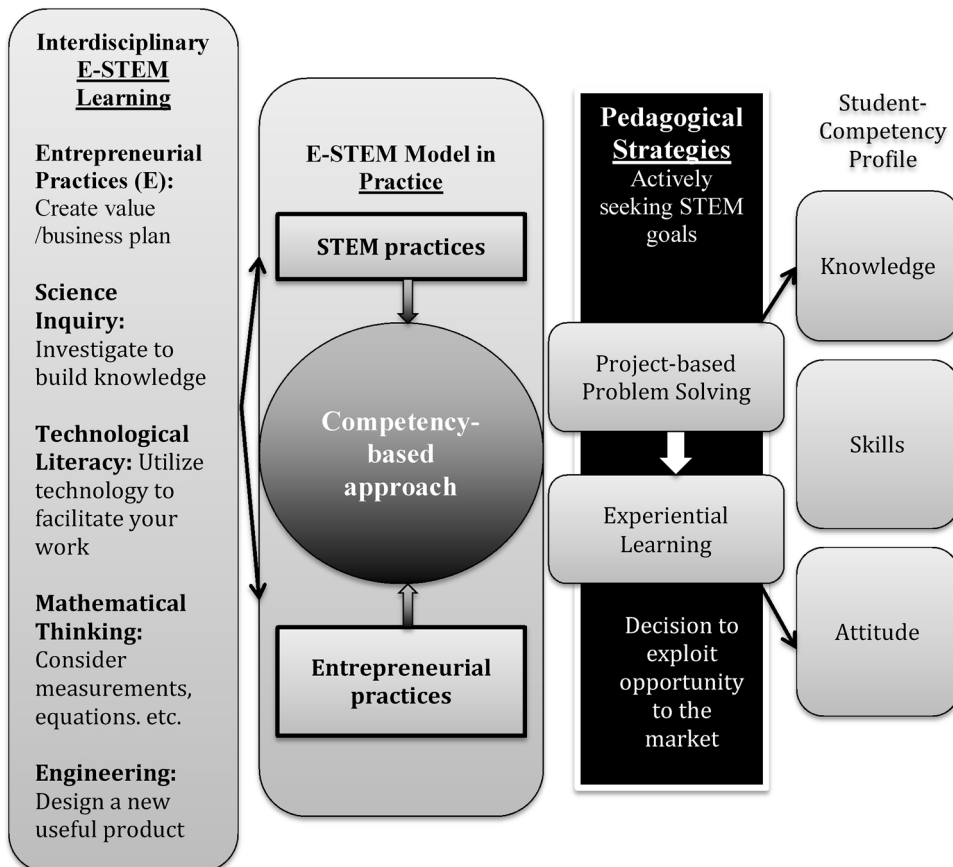 Interdisciplinary
E-STEM
Learning
Entrepreneurial
Practices (E):
Create value
/business plan
Science
Inquiry:
Investigate to
build knowledge
Technological
Literacy: Utilize
technology to
facilitate your
work
Mathematical
Thinking:
Consider
measurements,
equations. etc.
Engineering:
Design a new
useful product
E-STEM Model in
Practice
STEM practices
Competency-
based
approach
Entrepreneurial
practices
Pedagogical
Strategies
Actively
seeking STEM
goals
Project-based
Problem Solving
Experiential
Learning
Decision to
exploit
opportunity
to the
market
Student-
Competency
Profile
Knowledge
Skills
Attitude